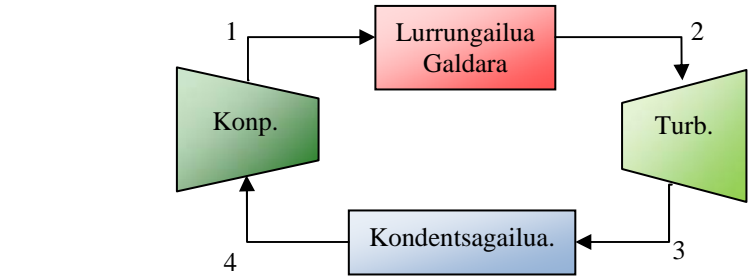 1
Lurrungailua
Galdara
2
Konp.
Turb.
Kondentsagailua.
4
3